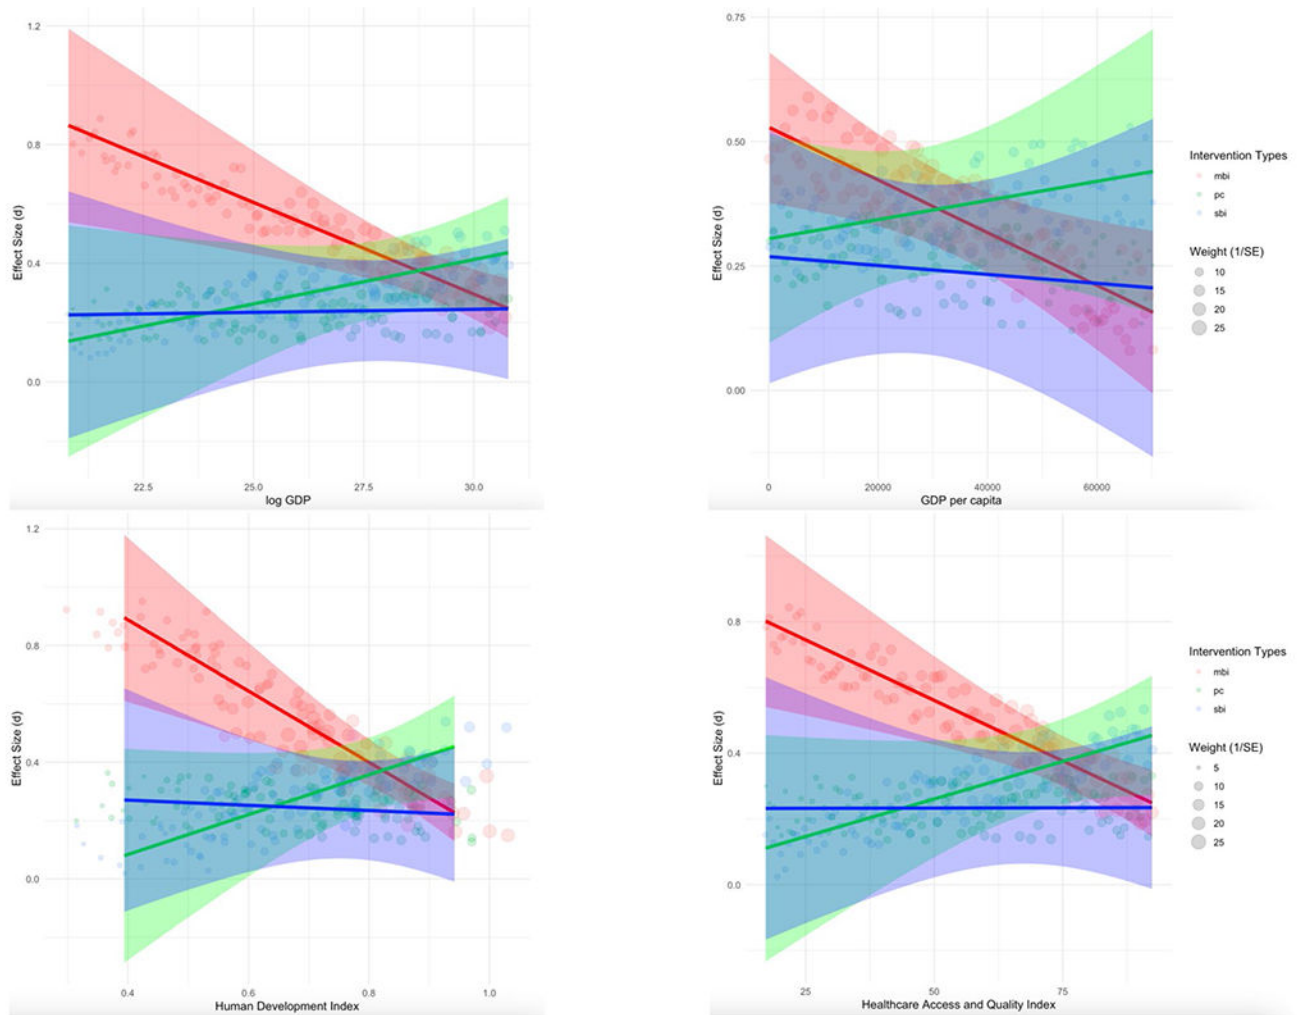 1.2
0.8
0.4
0.0
Effect Size (d)
22.5 25.0 27.5 30.0
log GDP
0.75
0.50
0.25
0.00
Effect Size (d)
0 20000 40000 60000
GDP per capita
Intervention Types
mbi
pc
sbi
Weight (1/SE)
10
15
20
25
1.2
0.8
0.4
0.0
Effect Size (d)
0.4 0.6 0.8 1.0
Human Development Index
0.8
0.4
0.0
Effect Size (d)
25 50 75
Healthcare Access and Quality Index
Intervention Types
mbi
pc
sbi
Weight (1/SE)
5
10
15
20
25